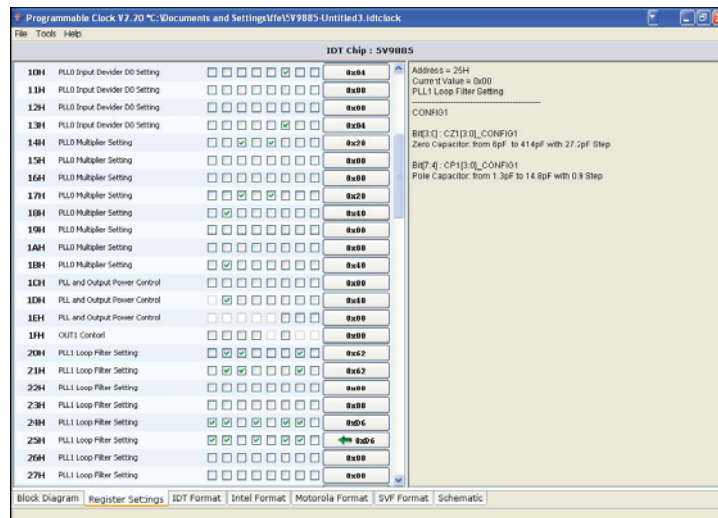 Programmable Clock V2.20 *C:\Documents and Settings\ffe\5V9885-Untitled3.idtclock
File Tools Help
IDT Chip : 5V9885
10H PLL0 Input Devider D0 Setting 0x04
11H PLL0 Input Devider D0 Setting 0x00
12H PLL0 Input Devider D0 Setting 0x00
13H PLL0 Input Devider D0 Setting 0x04
14H PLL0 Multiplier Setting 0x28
15H PLL0 Multiplier Setting 0x00
16H PLL0 Multiplier Setting 0x00
17H PLL0 Multiplier Setting 0x28
18H PLL0 Multiplier Setting 0x40
19H PLL0 Multiplier Setting 0x00
1AH PLL0 Multiplier Setting 0x00
1BH PLL0 Multiplier Setting 0x40
1CH PLL and Output Power Control 0x00
1DH PLL and Output Power Control 0x40
1EH PLL and Output Power Control 0x00
1FH OUT1 Contorl 0x00
20H PLL1 Loop Filter Setting 0x62
21H PLL1 Loop Filter Setting 0x62
22H PLL1 Loop Filter Setting 0x00
23H PLL1 Loop Filter Setting 0x00
24H PLL1 Loop Filter Setting 0xD6
25H PLL1 Loop Filter Setting 0xD6
26H PLL1 Loop Filter Setting 0x00
27H PLL1 Loop Filter Setting 0x00
Address = 25H
Current Value = 0x00
PLL1 Loop Filter Setting
CONFIG1
Bit[3:0] : CZ1[3:0]_CONFIG1
Zero Capacitor: from 6pF to 414pF with 27.2pF Step
Bit[7:4] : CP1[3:0]_CONFIG1
Pole Capacitor: from 1.3pF to 14.8pF with 0.9 Step
Block Diagram Register Settings IDT Format Intel Format Motorola Format SVF Format Schematic